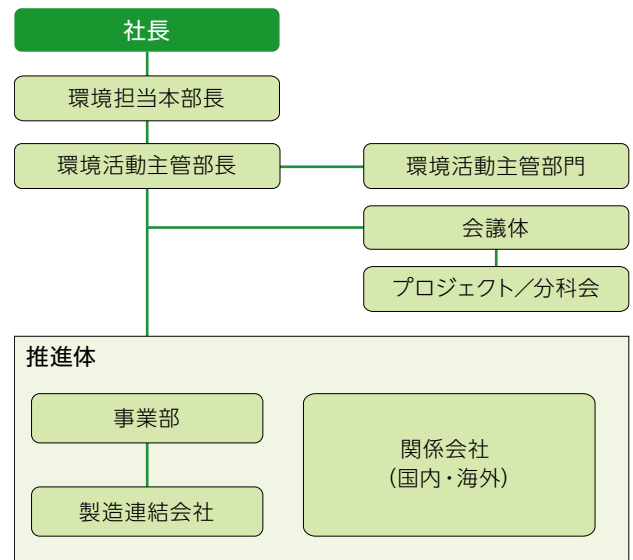 社長
環境担当本部長
環境活動主管部長
環境活動主管部門
会議体
プロジェクト／分科会
推進体
事業部
製造連結会社
関係会社
（国内・海外）